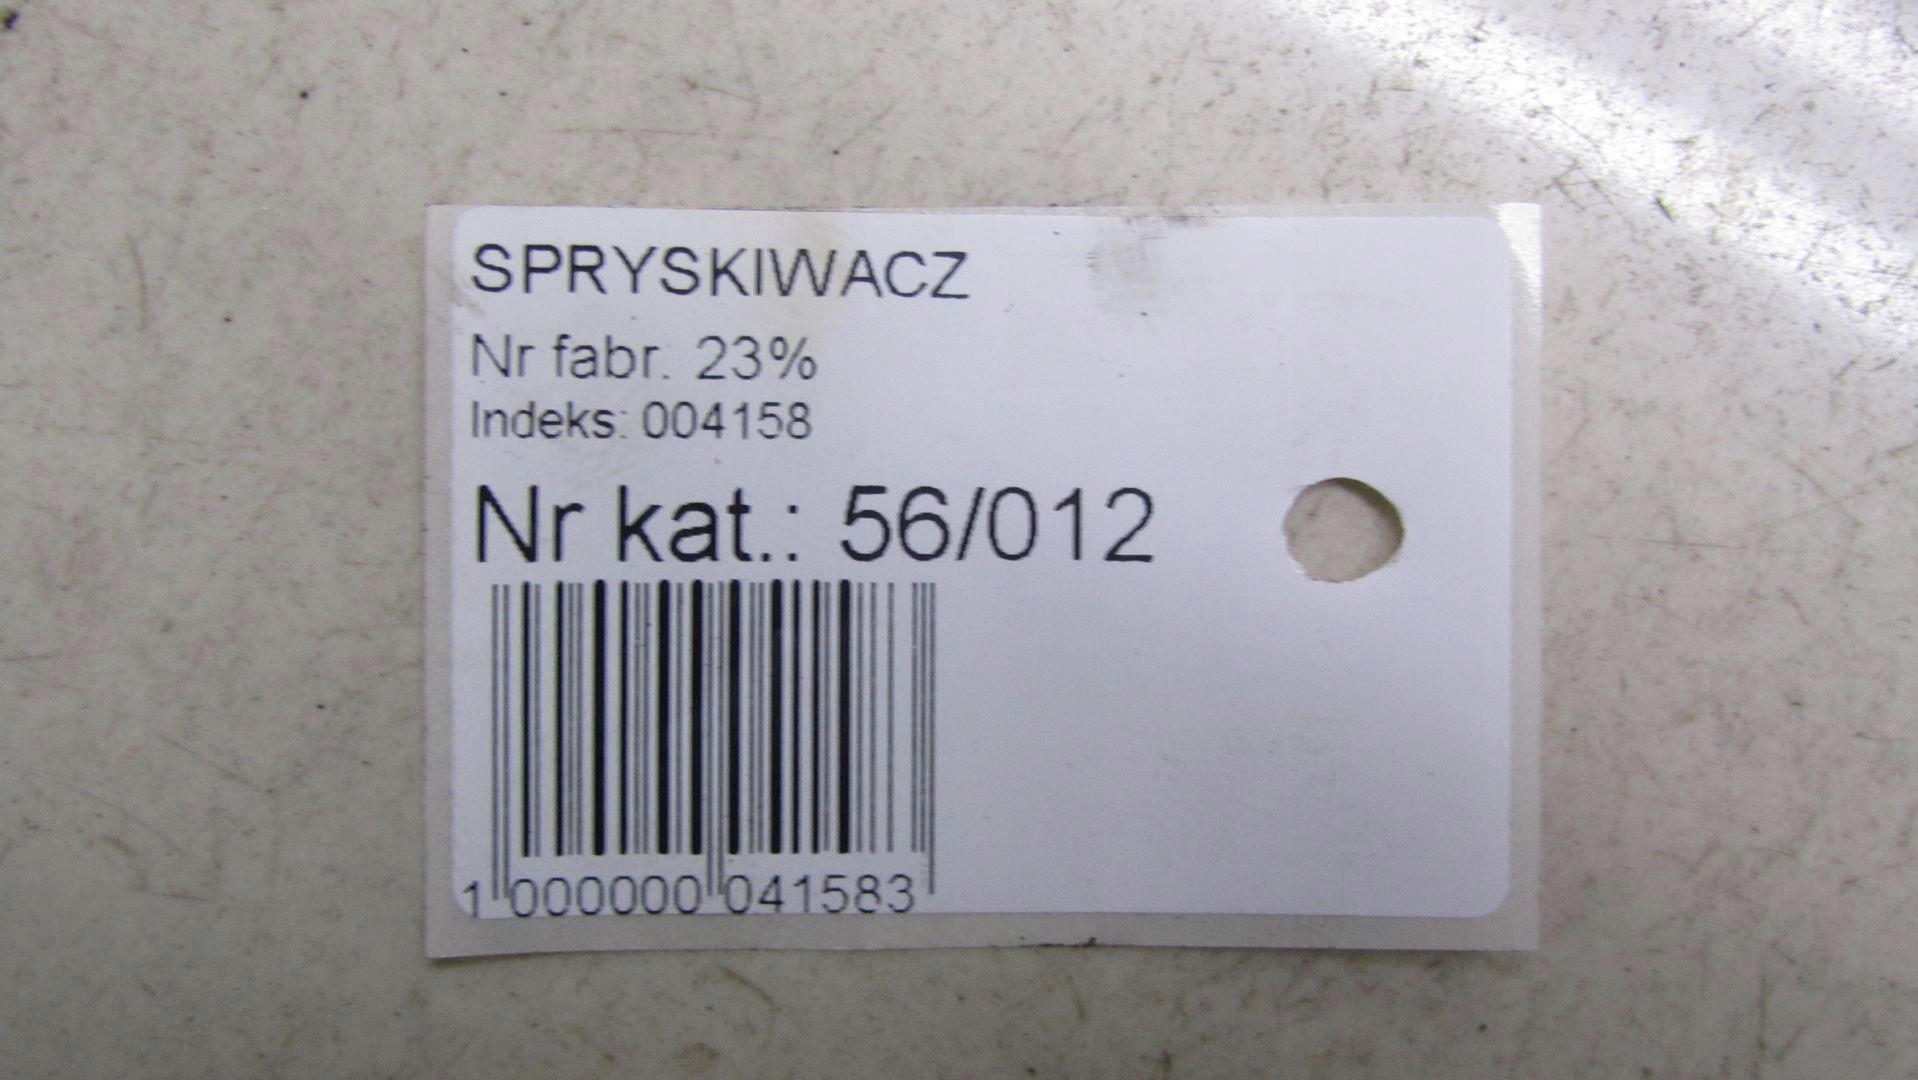 SPRYSKIWACZ
Nr fabr. 23%
Indeks: 004158
Nr kat.: 56/012
1 000000 041583